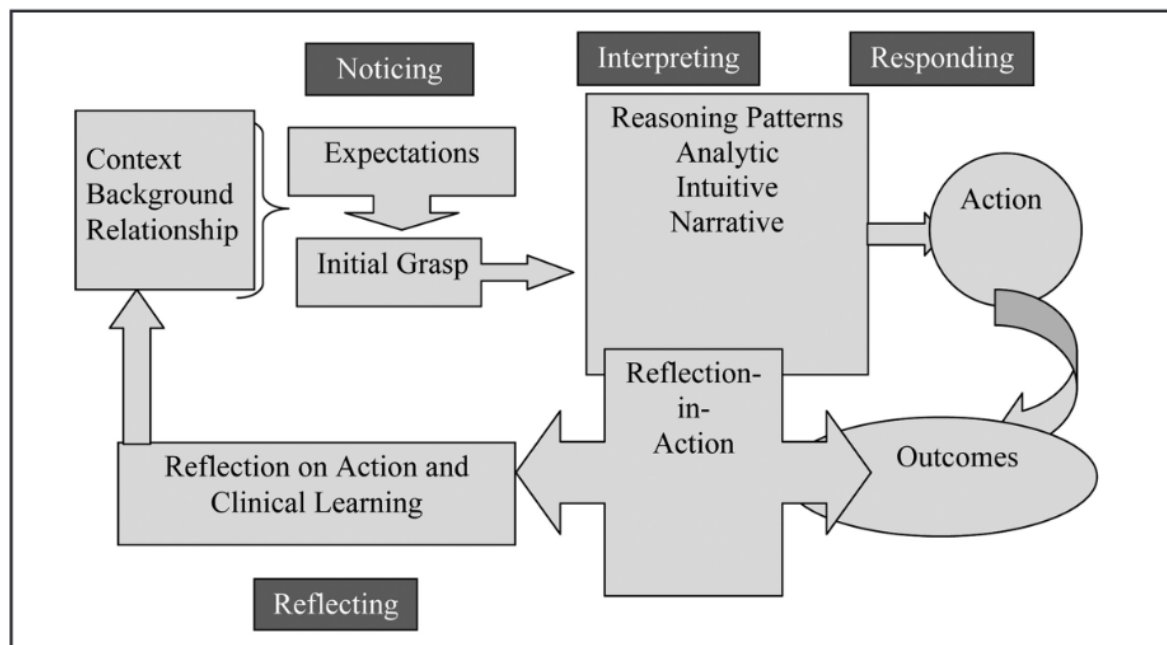 Noticing
Interpreting
Responding
Context
Background
Relationship
Expectations
Initial Grasp
Reasoning Patterns
Analytic
Intuitive
Narrative
Action
Reflection-
in-
Action
Outcomes
Reflection on Action and
Clinical Learning
Reflecting